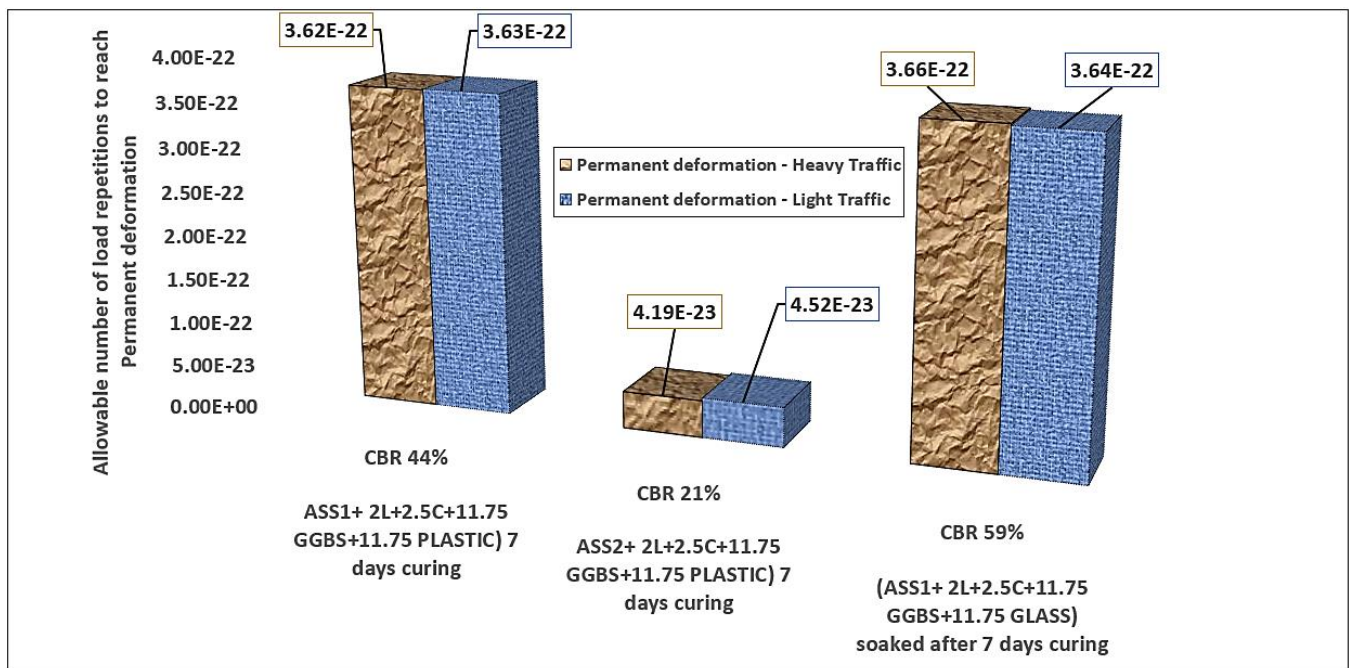 Allowable number of load repetitions to reach
Permanent deformation
4.00E-22
3.50E-22
3.00E-22
2.50E-22
2.00E-22
1.50E-22
1.00E-22
5.00E-23
0.00E+00
3.62E-22
3.63E-22
4.19E-23
4.52E-23
3.66E-22
3.64E-22
Permanent deformation - Heavy Traffic
Permanent deformation - Light Traffic
CBR 44%
ASS1+ 2L+2.5C+11.75
GGBS+11.75 PLASTIC) 7
days curing
CBR 21%
ASS2+ 2L+2.5C+11.75
GGBS+11.75 PLASTIC) 7
days curing
CBR 59%
(ASS1+ 2L+2.5C+11.75
GGBS+11.75 GLASS)
soaked after 7 days curing